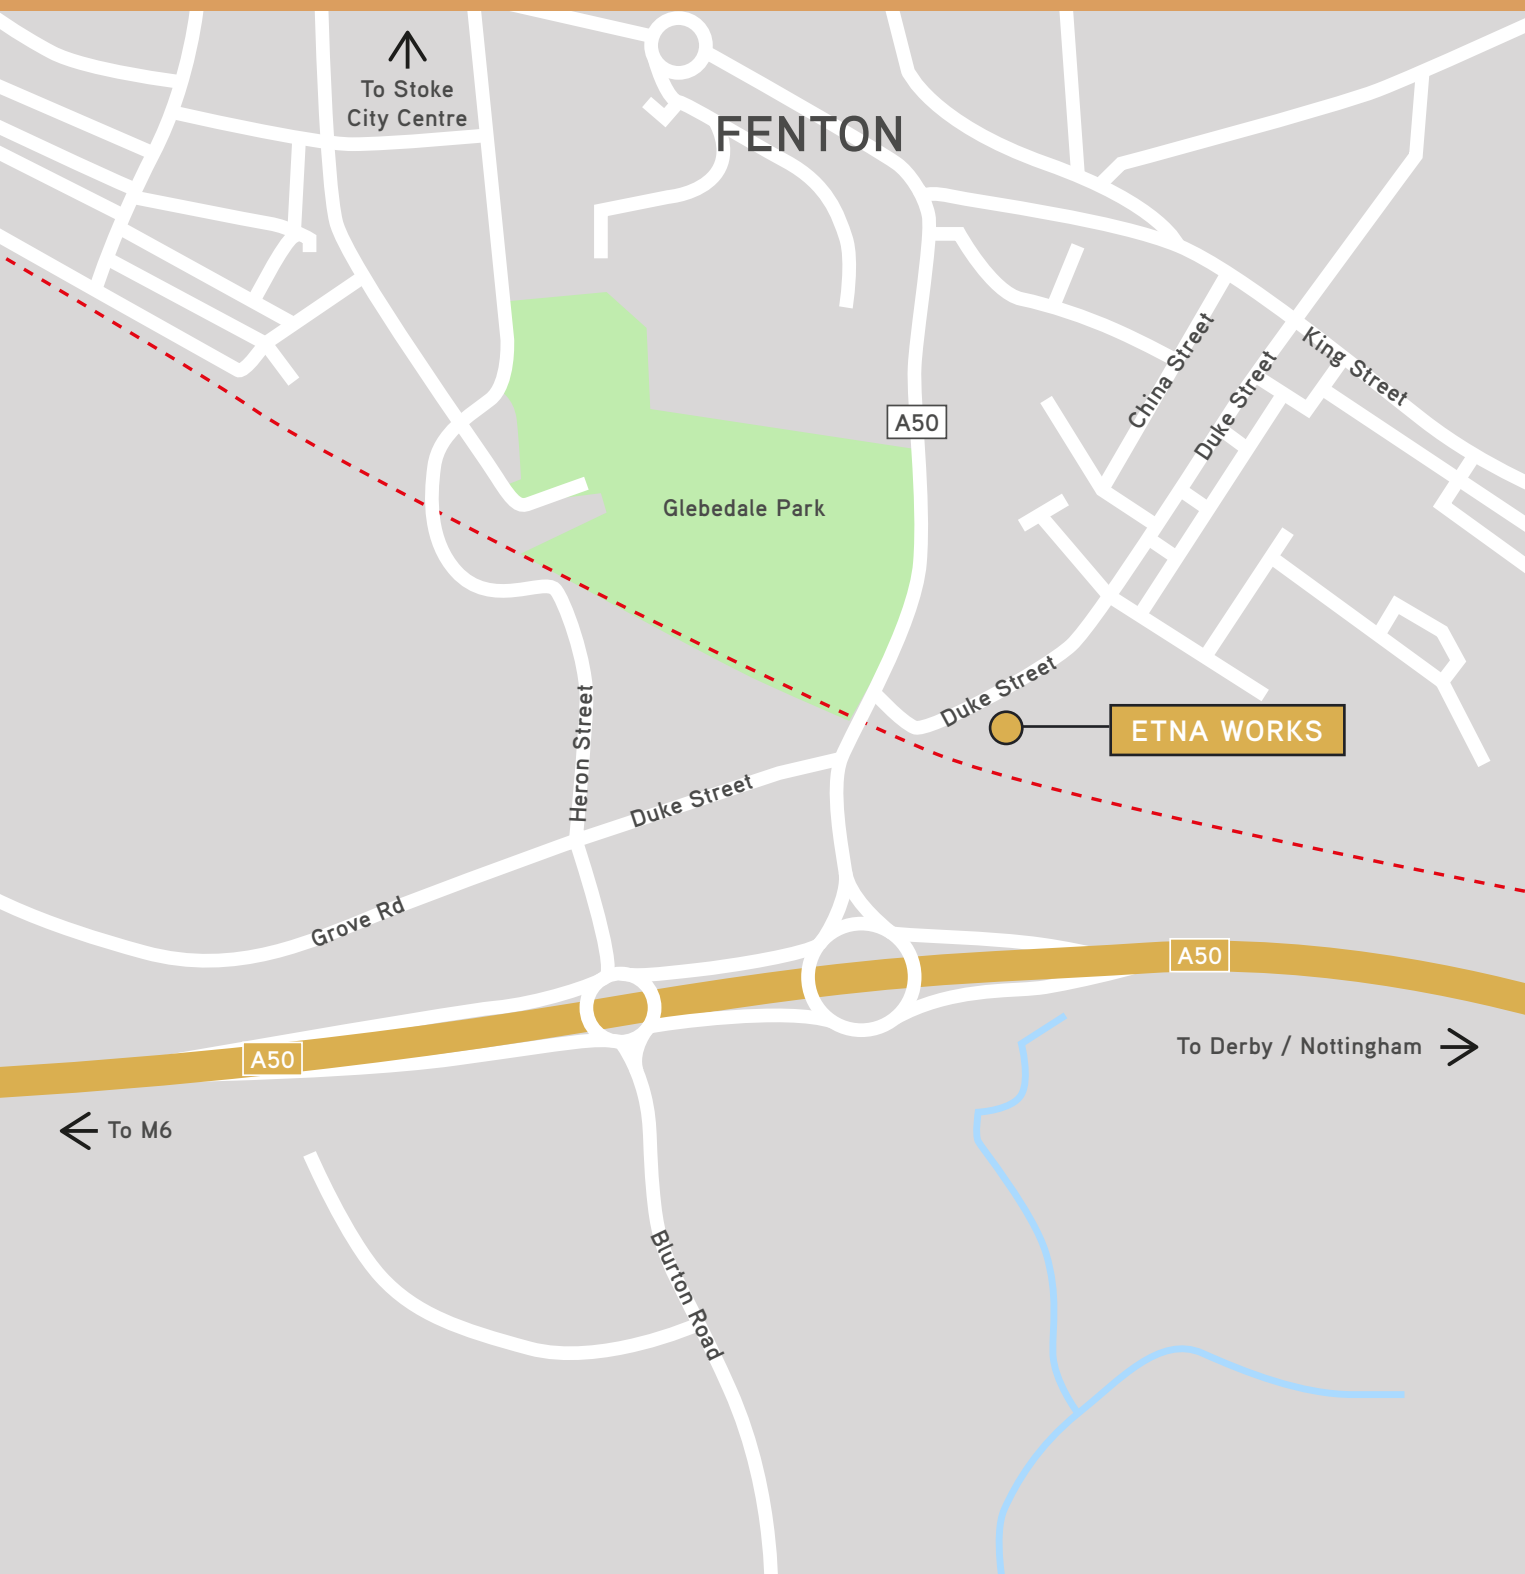 To Stoke
City Centre
FENTON
King Street
China Street
Duke Street
A50
Glebedale Park
Duke Street
ETNA WORKS
Heron Street
Duke Street
Grove Rd
A50
A50
To Derby / Nottingham
To M6
Blurton Road